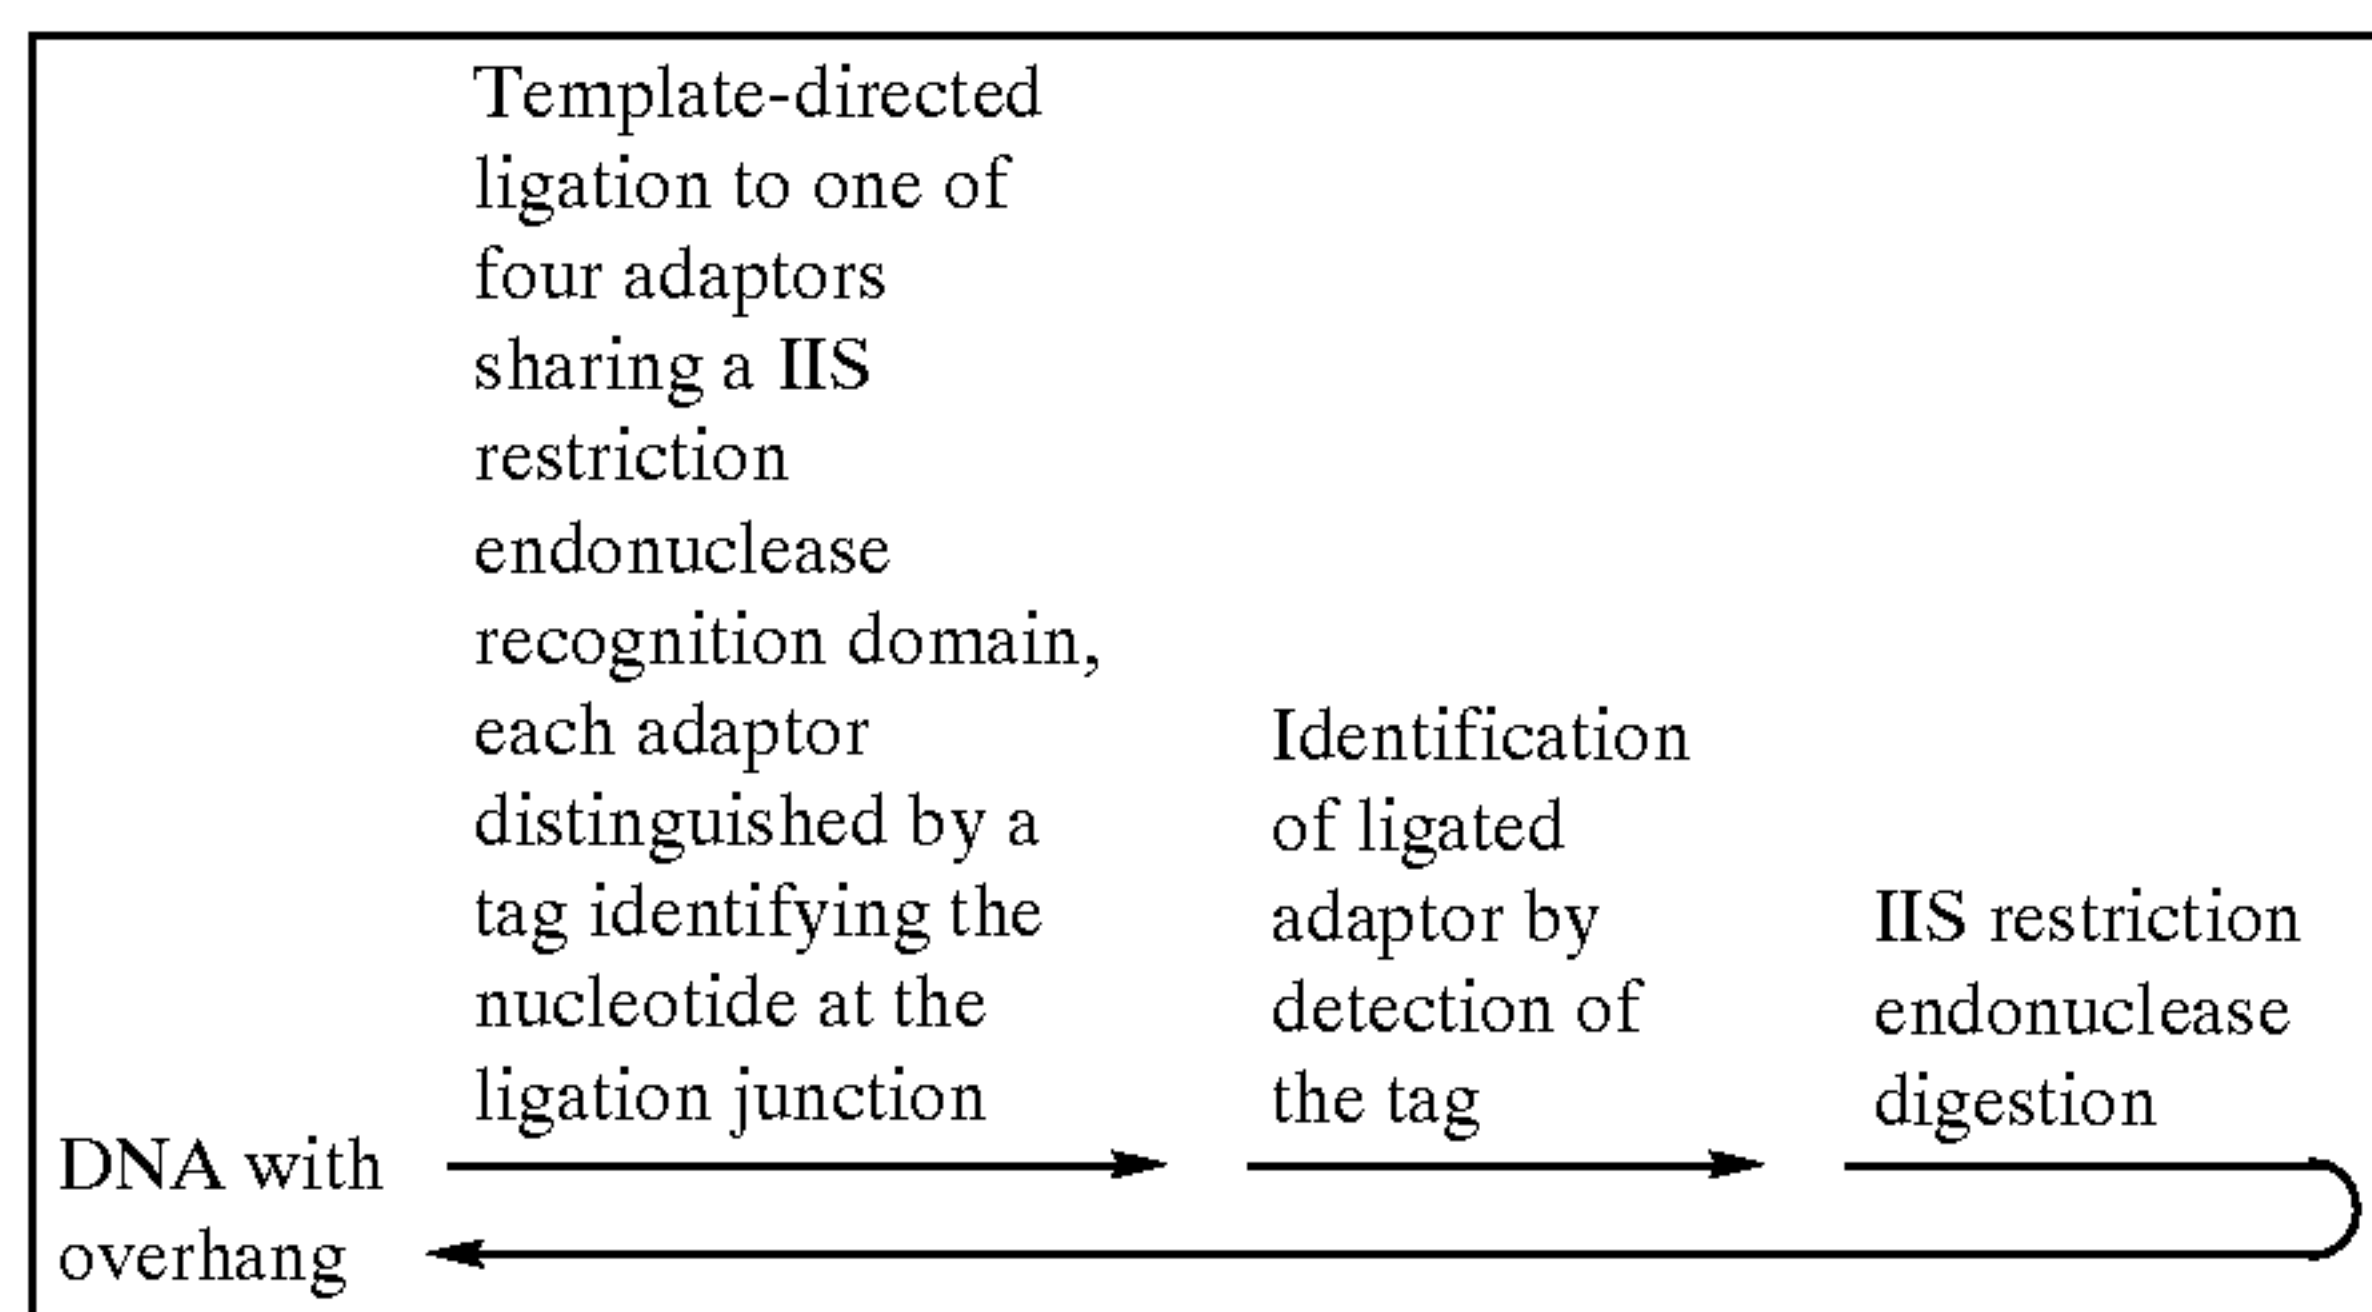 Template-directed
ligation to one of
four adaptors
sharing a IIS
restriction
endonuclease
recognition domain,
each adaptor
distinguished by a
tag identifying the
nucleotide at the
ligation junction
Identification
of ligated
adaptor by
detection of
the tag
IIS restriction
endonuclease
digestion
DNA with
overhang